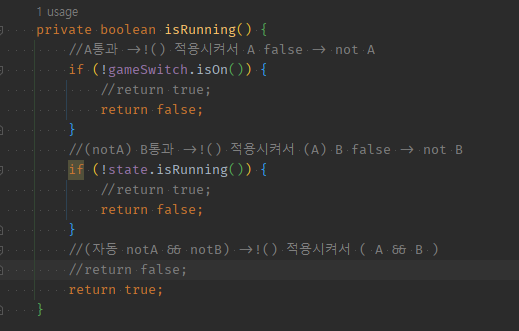 1 usage
private boolean isRunning() {
//A통과 ->!() 적용시켜서 A false -> not A
if (!gameSwitch.isOn()) {
//return true;
return false;
}
//(notA) B통과 ->!() 적용시켜서 (A) B false -> not B
if (!state.isRunning()) {
//return true;
return false;
}
//(자동 notA && notB) ->!() 적용시켜서 ( A && B )
//return false;
return true;
}